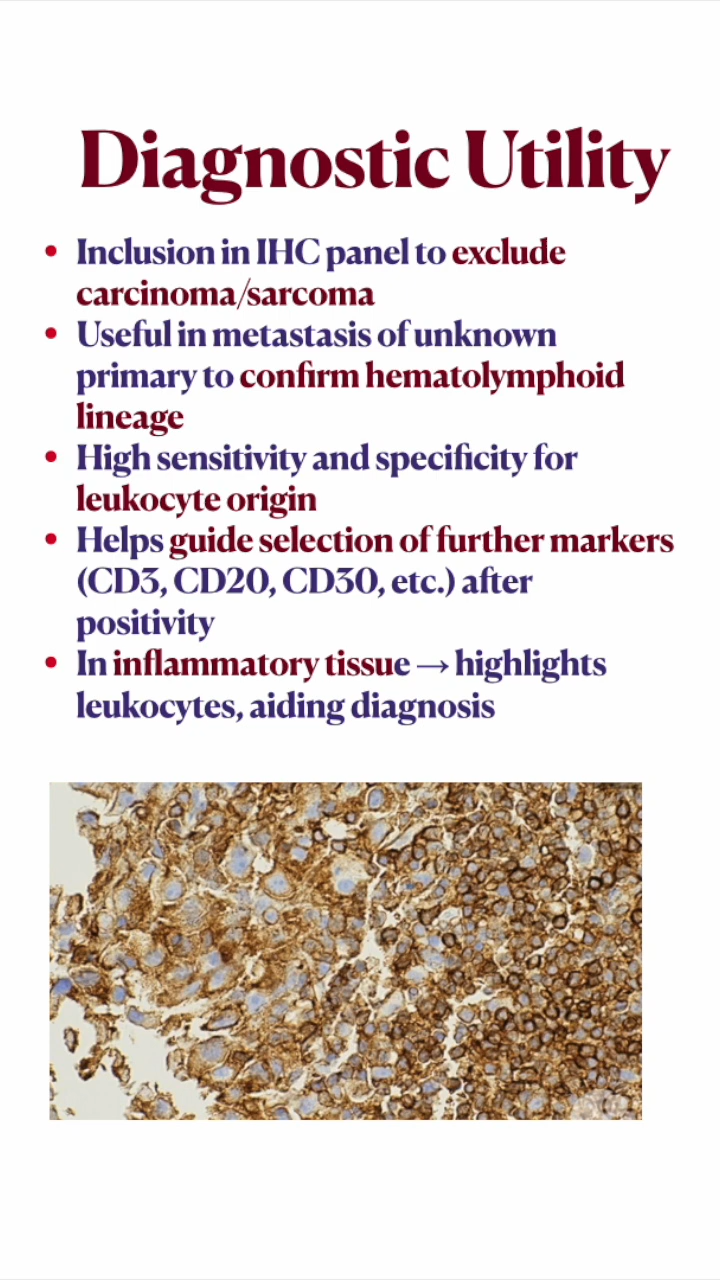 Diagnostic Utility
• Inclusion in IHC panel to exclude
carcinoma/sarcoma
• Useful in metastasis of unknown
primary to confirm hematolymphoid
lineage
• High sensitivity and specificity for
leukocyte origin
• Helps guide selection of further markers
(CD3, CD20, CD30, etc.) after
positivity
• In inflammatory tissue → highlights
leukocytes, aiding diagnosis